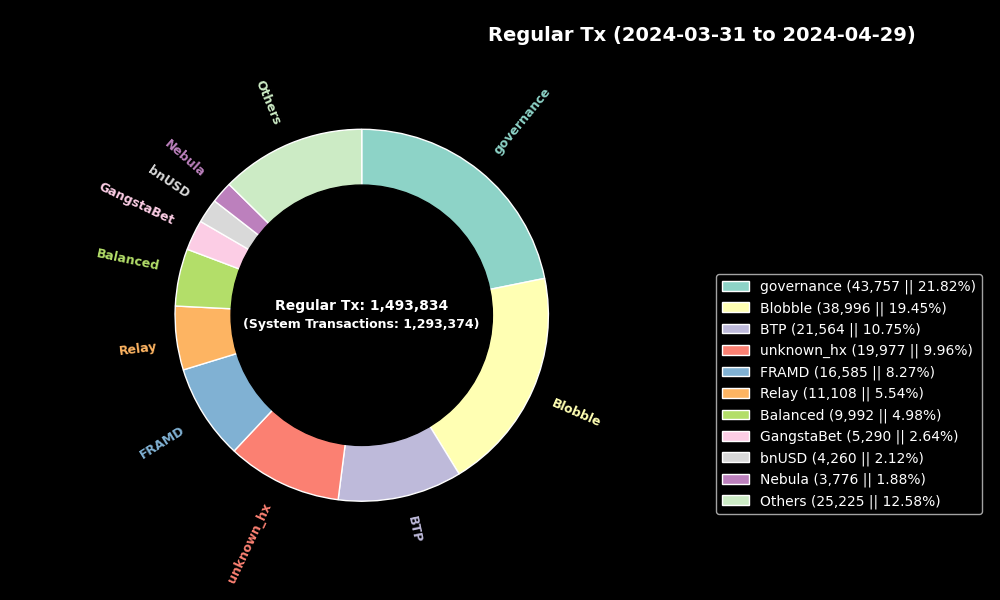 Regular Tx (2024-03-31 to 2024-04-29)
governance
Others
Nebula
bnUSD
GangstaBet
Balanced
Relay
FRAMD
unknown_hx
BTP
Blobble
Regular Tx: 1,493,834
(System Transactions: 1,293,374)
governance (43,757 || 21.82%)
Blobble (38,996 || 19.45%)
BTP (21,564 || 10.75%)
unknown_hx (19,977 || 9.96%)
FRAMD (16,585 || 8.27%)
Relay (11,108 || 5.54%)
Balanced (9,992 || 4.98%)
GangstaBet (5,290 || 2.64%)
bnUSD (4,260 || 2.12%)
Nebula (3,776 || 1.88%)
Others (25,225 || 12.58%)